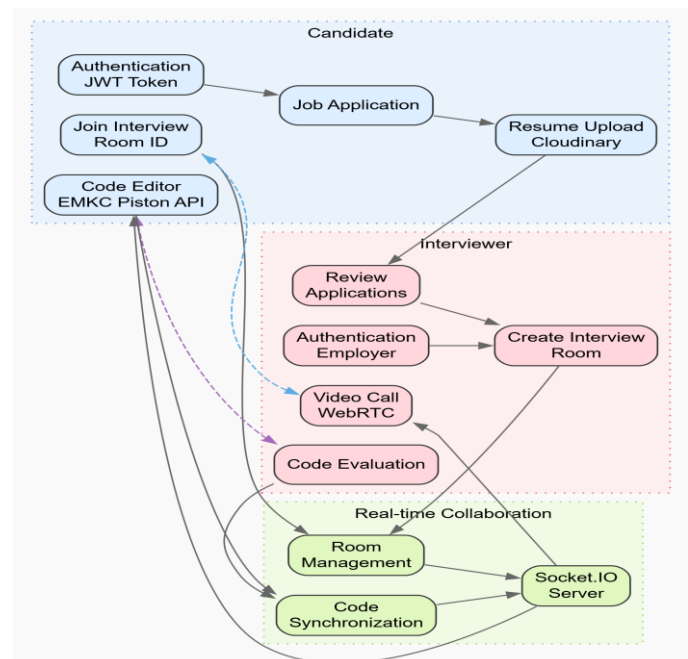 Candidate
Authentication
JWT Token
Job Application
Join Interview
Room ID
Resume Upload
Cloudinary
Code Editor
EMKC Piston API
Interviewer
Review
Applications
Authentication
Employer
Create Interview
Room
Video Call
WebRTC
Code Evaluation
Real-time Collaboration
Room
Management
Socket.IO
Server
Code
Synchronization